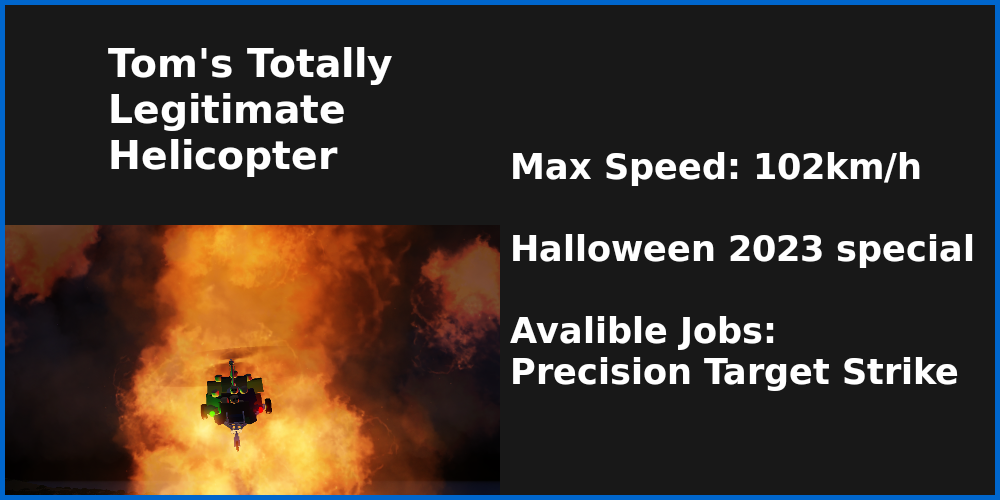 Tom's Totally
Legitimate
Helicopter
Max Speed: 102km/h
Halloween 2023 special
Avalible Jobs:
Precision Target Strike